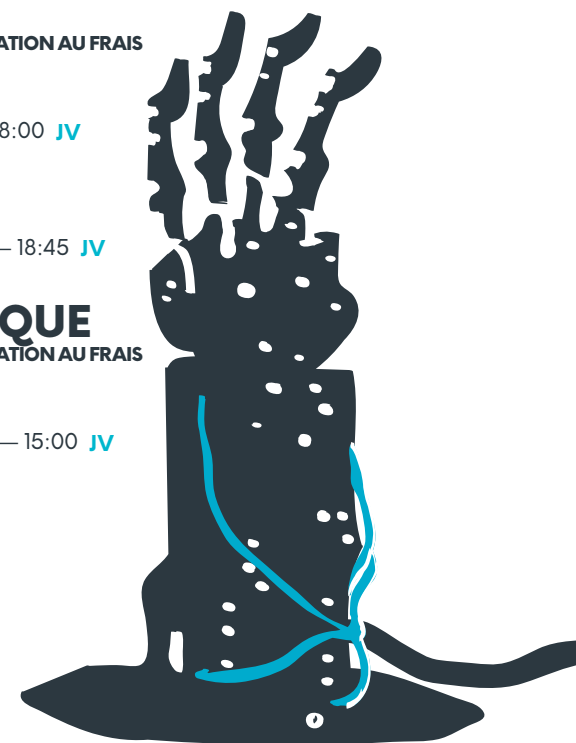 ATION AU FRAIS
8:00 JV
– 18:45 JV
QUE
ATION AU FRAIS
– 15:00 JV